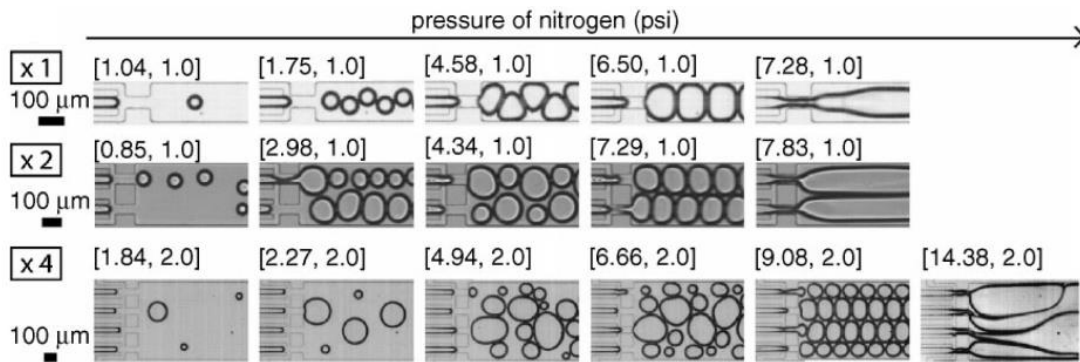 pressure of nitrogen (psi)
x 1
[1.04, 1.0] [1.75, 1.0] [4.58, 1.0] [6.50, 1.0] [7.28, 1.0]
100 μm
x 2
[0.85, 1.0] [2.98, 1.0] [4.34, 1.0] [7.29, 1.0] [7.83, 1.0]
100 μm
x 4
[1.84, 2.0] [2.27, 2.0] [4.94, 2.0] [6.66, 2.0] [9.08, 2.0] [14.38, 2.0]
100 μm